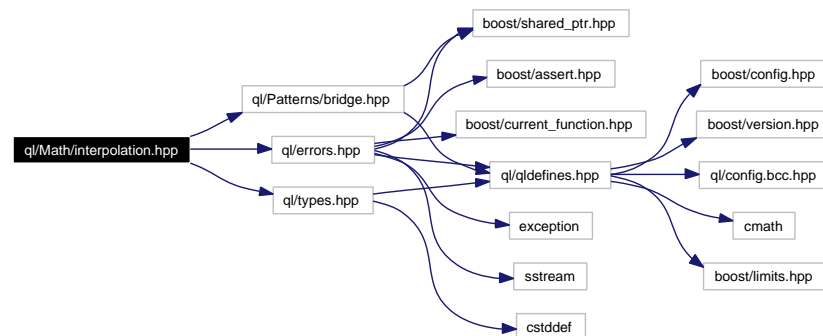 ql/Math/interpolation.hpp
ql/Patterns/bridge.hpp
ql/errors.hpp
ql/types.hpp
boost/shared_ptr.hpp
boost/assert.hpp
boost/current_function.hpp
ql/qldefines.hpp
exception
sstream
cstddef
boost/config.hpp
boost/version.hpp
ql/config.bcc.hpp
cmath
boost/limits.hpp